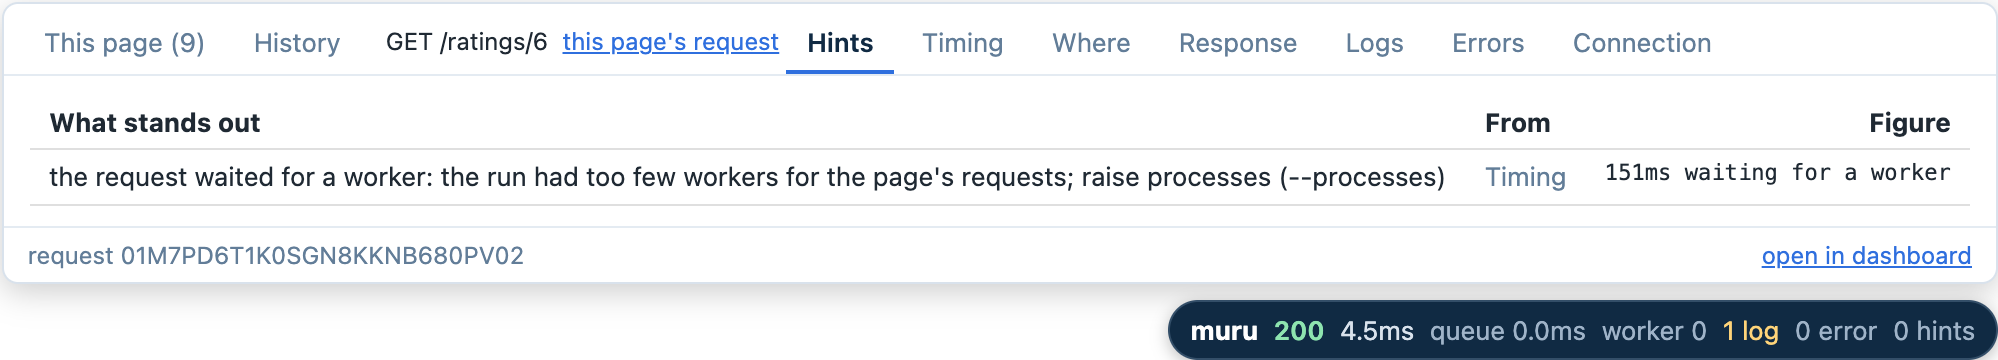 This page (9) History GET /ratings/6 this page's request Hints Timing Where Response Logs Errors Connection
What stands out From Figure
the request waited for a worker: the run had too few workers for the page's requests; raise processes (--processes) Timing 151ms waiting for a worker
request 01M7PD6T1K0SGN8KKNB680PV02 open in dashboard
muru 200 4.5ms queue 0.0ms worker 0 1 log 0 error 0 hints